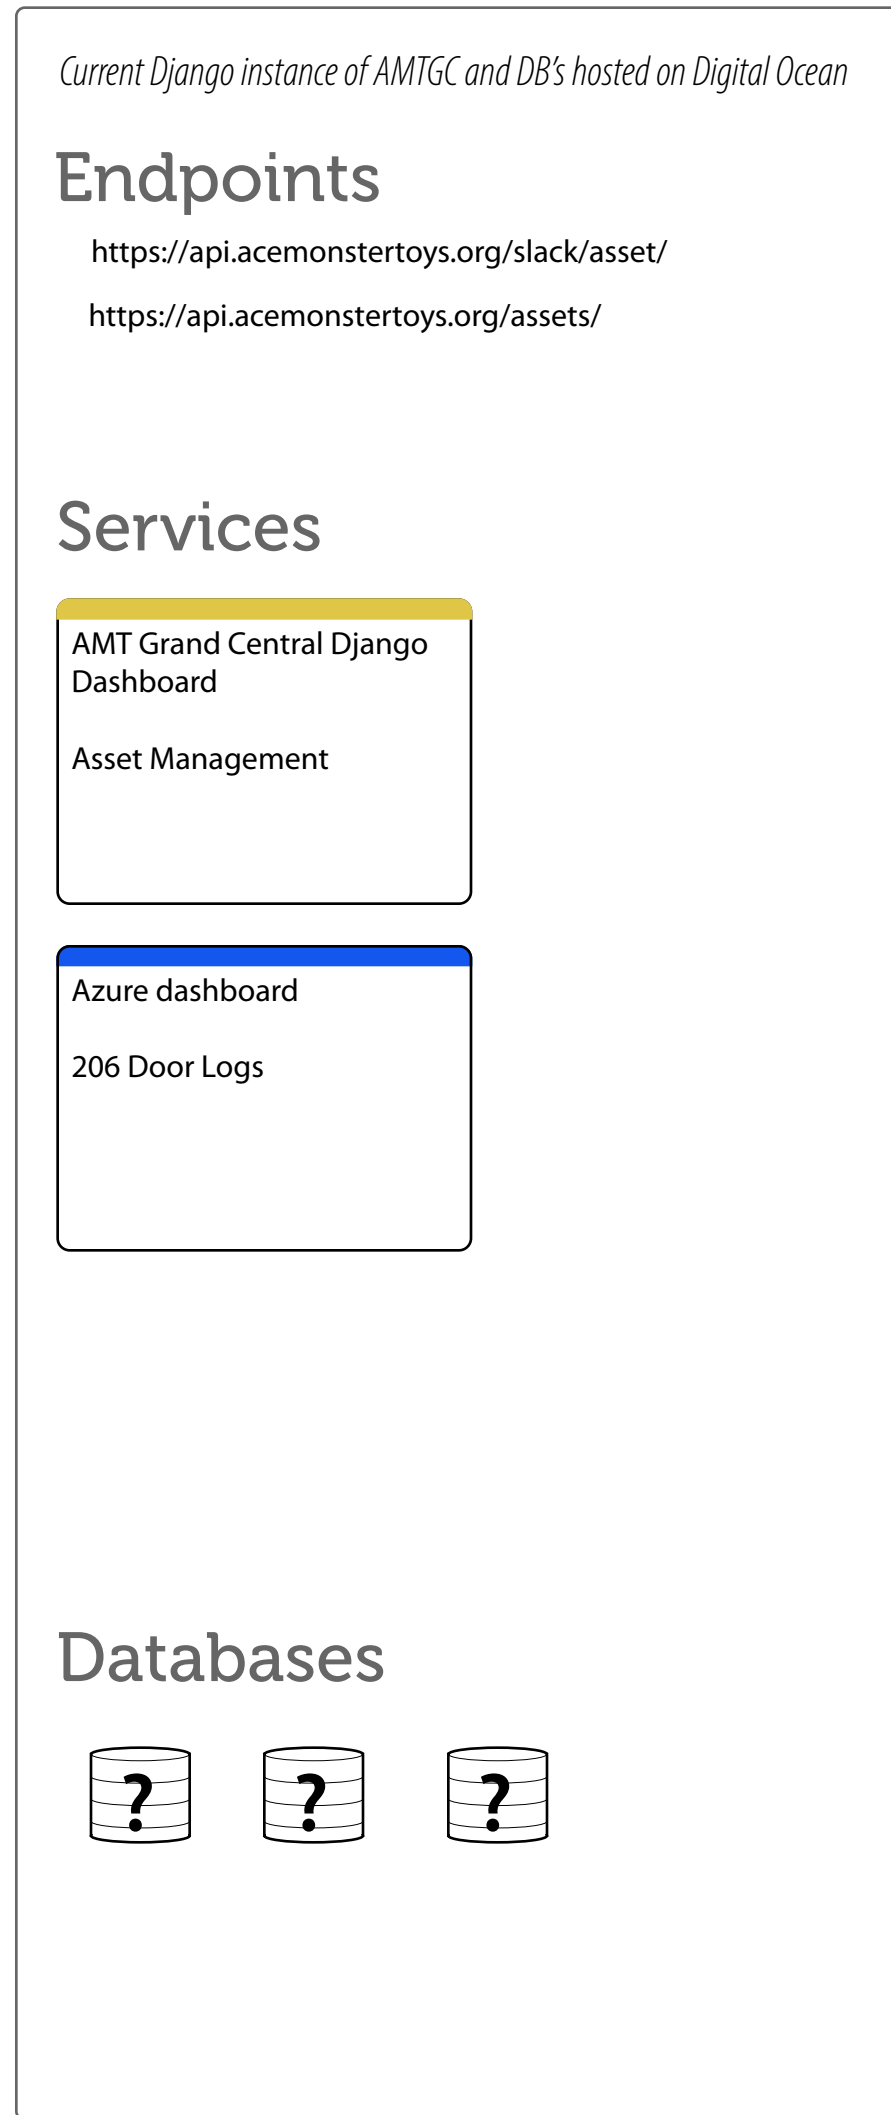 Current Django instance of AMTGC and DB’s hosted on Digital Ocean
Endpoints
https://api.acemonstertoys.org/slack/asset/
https://api.acemonstertoys.org/assets/
Services
AMT Grand Central Django
Dashboard
Asset Management
Azure dashboard
206 Door Logs
Databases
? ? ?